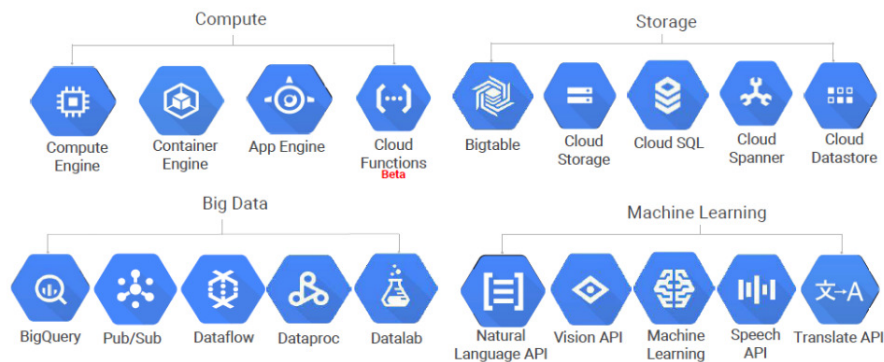 Compute
Compute
Engine
Container
Engine
App Engine
Cloud
Functions
Beta
Storage
Bigtable
Cloud
Storage
Cloud SQL
Cloud
Spanner
Cloud
Datastore
Big Data
BigQuery
Pub/Sub
Dataflow
Dataproc
Datalab
Machine Learning
Natural
Language API
Vision API
Machine
Learning
Speech
API
文→A
Translate API